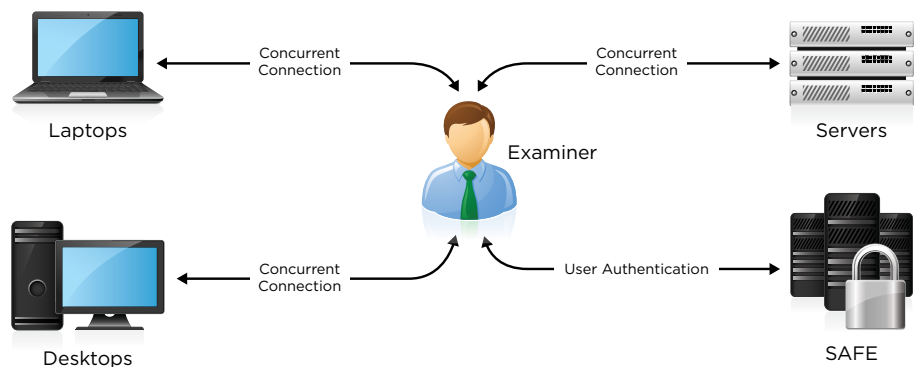 Concurrent
Connection
Concurrent
Connection
Laptops
Examiner
Servers
Concurrent
Connection
User Authentication
Desktops
SAFE